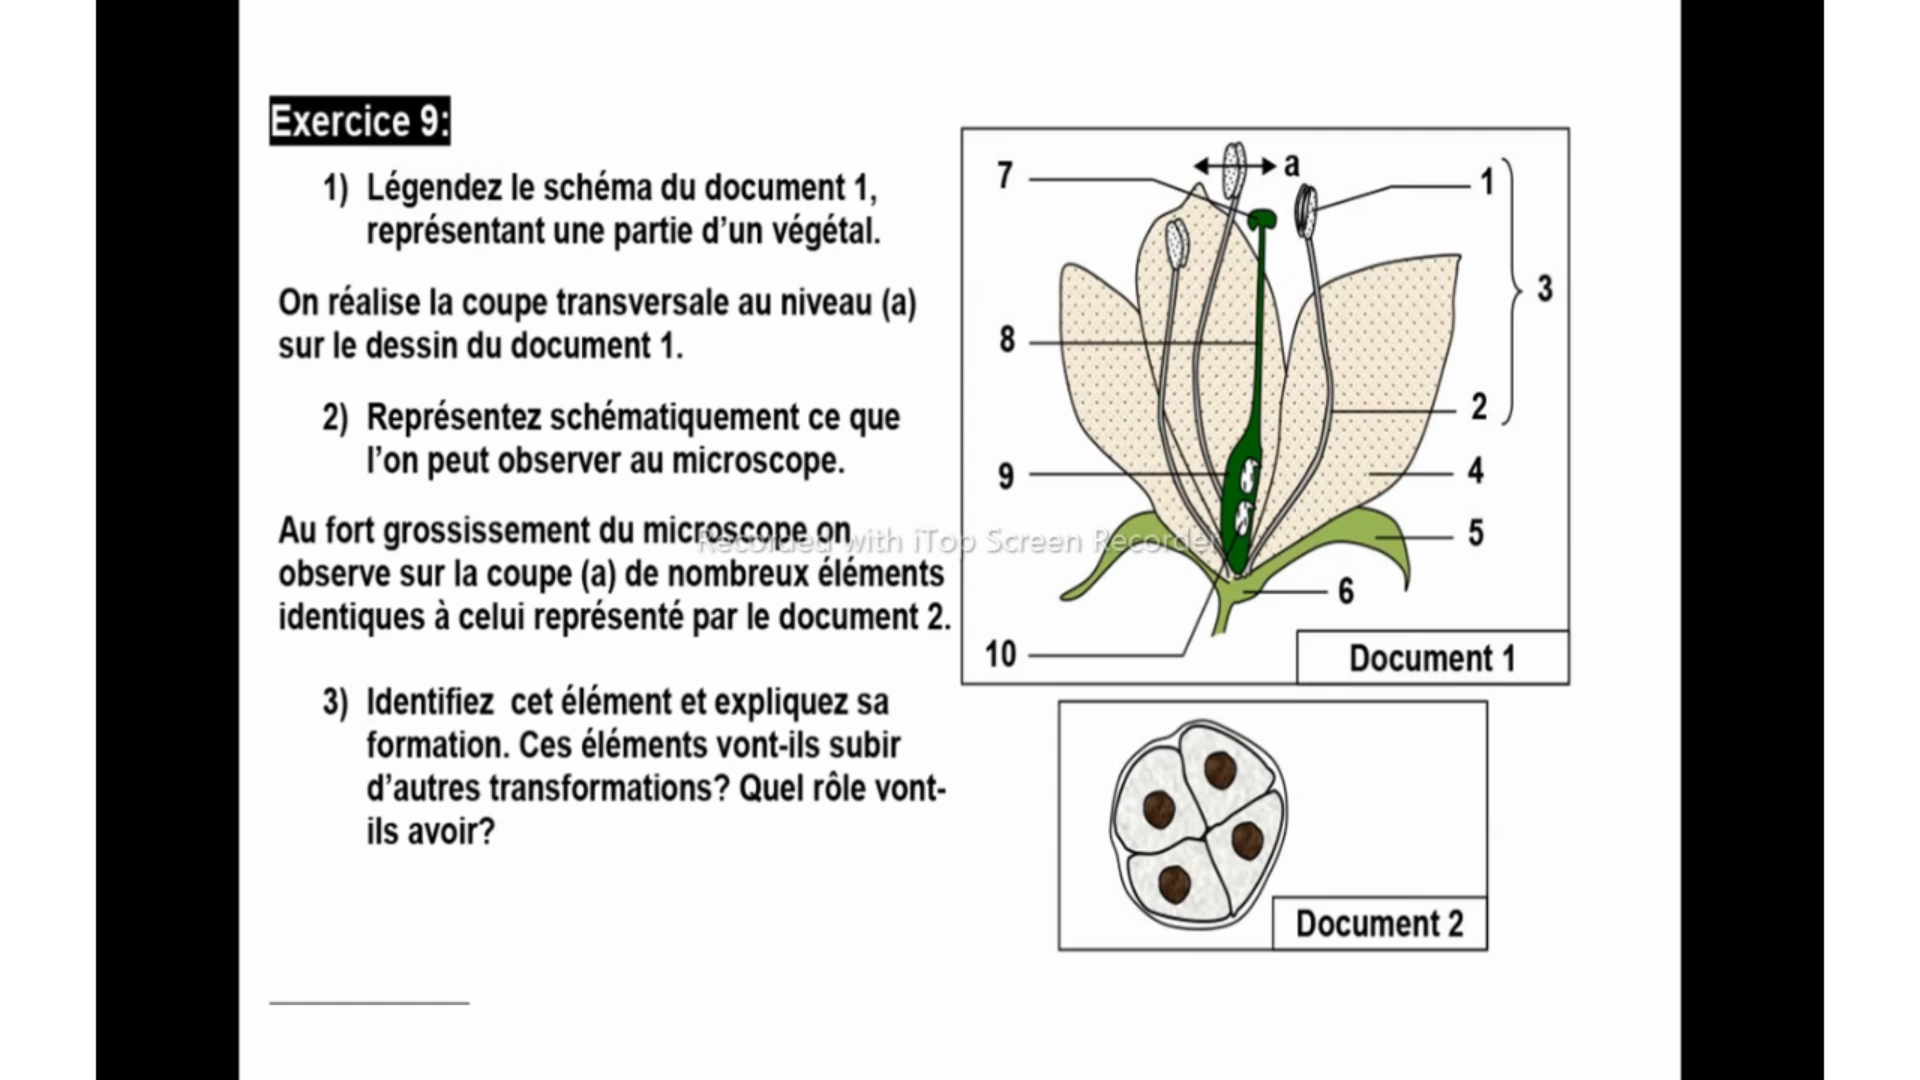 Exercice 9:
1) Légendez le schéma du document 1,
représentant une partie d’un végétal.
On réalise la coupe transversale au niveau (a)
sur le dessin du document 1.
2) Représentez schématiquement ce que
l’on peut observer au microscope.
Au fort grossissement du microscope on
observe sur la coupe (a) de nombreux éléments
identiques à celui représenté par le document 2.
3) Identifiez cet élément et expliquez sa
formation. Ces éléments vont-ils subir
d’autres transformations? Quel rôle vont-
ils avoir?
Recorded with iTop Screen Recorder
a
7
1
3
8
2
9
4
5
6
10
Document 1
Document 2